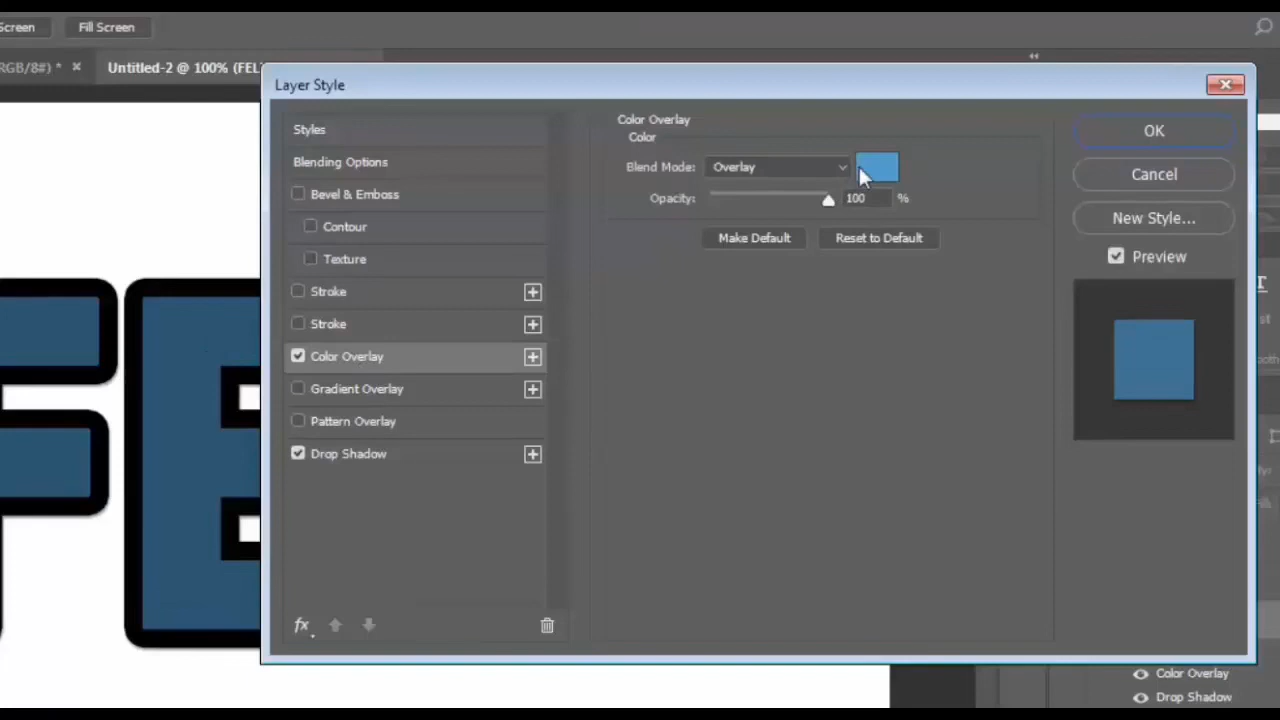 Screen
Fill Screen
RGB/8#) *
Untitled-2 @ 100% (FEL
Layer Style
Styles
Blending Options
Bevel & Emboss
Contour
Texture
Stroke
Stroke
Color Overlay
Gradient Overlay
Pattern Overlay
Drop Shadow
fx
Color Overlay
Color
Blend Mode: Overlay
Opacity: 100 %
Make Default
Reset to Default
OK
Cancel
New Style...
Preview
FE
Color Overlay
Drop Shadow